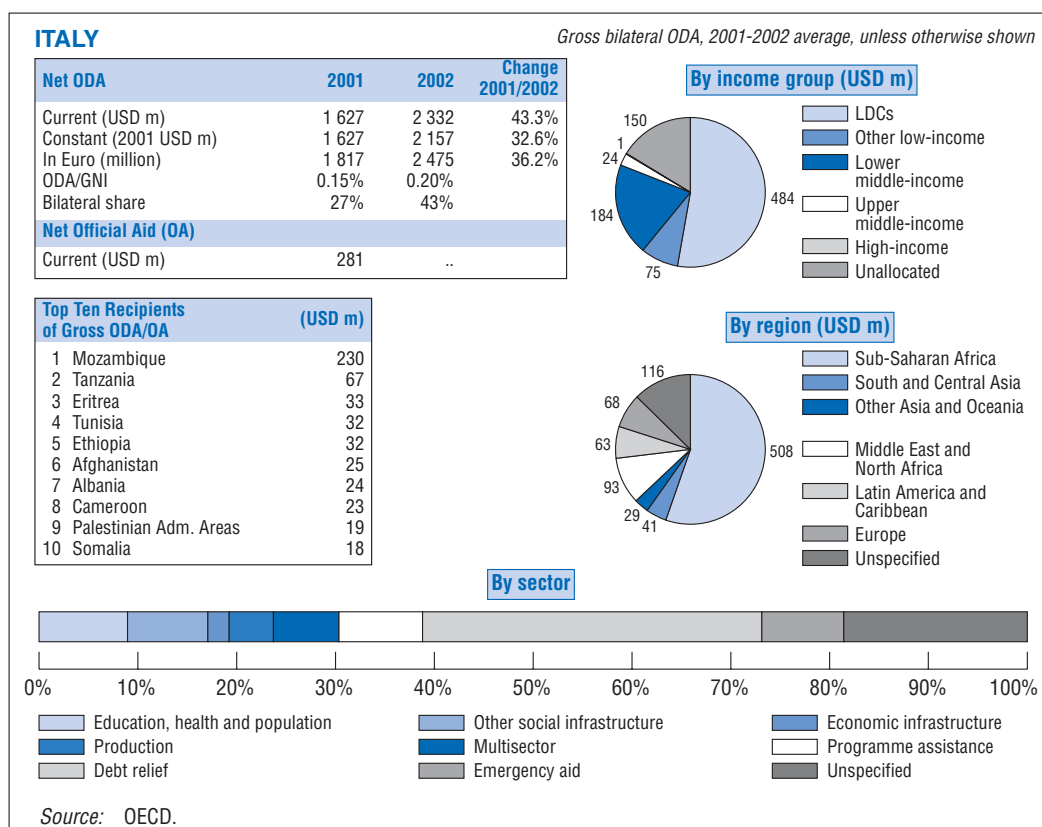 ITALY
Gross bilateral ODA, 2001-2002 average, unless otherwise shown
Net ODA 2001 2002 Change 2001/2002
Current (USD m) 1 627 2 332 43.3%
Constant (2001 USD m) 1 627 2 157 32.6%
In Euro (million) 1 817 2 475 36.2%
ODA/GNI 0.15% 0.20%
Bilateral share 27% 43%
Net Official Aid (OA)
Current (USD m) 281 ..
By income group (USD m)
150
1
24
184
75
484
LDCs
Other low-income
Lower
middle-income
Upper
middle-income
High-income
Unallocated
Top Ten Recipients
of Gross ODA/OA (USD m)
1 Mozambique 230
2 Tanzania 67
3 Eritrea 33
4 Tunisia 32
5 Ethiopia 32
6 Afghanistan 25
7 Albania 24
8 Cameroon 23
9 Palestinian Adm. Areas 19
10 Somalia 18
By region (USD m)
116
68
63
93
29
41
508
Sub-Saharan Africa
South and Central Asia
Other Asia and Oceania
Middle East and
North Africa
Latin America and
Caribbean
Europe
Unspecified
By sector
0% 10% 20% 30% 40% 50% 60% 70% 80% 90% 100%
Education, health and population Other social infrastructure Economic infrastructure
Production Multisector Programme assistance
Debt relief Emergency aid Unspecified
Source: OECD.